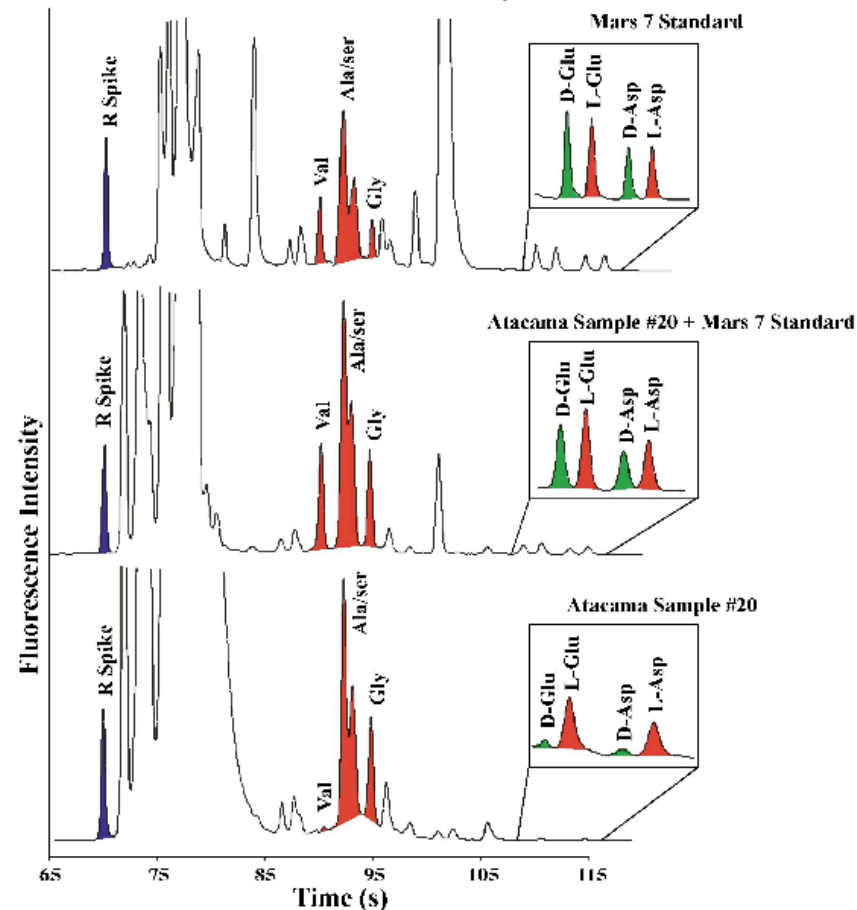 Mars 7 Standard
R Spike
Val
Ala/ser
Gly
D-Glu
L-Glu
D-Asp
L-Asp
Atacama Sample #20 + Mars 7 Standard
R Spike
Val
Ala/ser
Gly
D-Glu
L-Glu
D-Asp
L-Asp
Atacama Sample #20
R Spike
Val
Ala/ser
Gly
D-Glu
L-Glu
D-Asp
L-Asp
Fluorescence Intensity
65 75 85 95 105 115
Time (s)